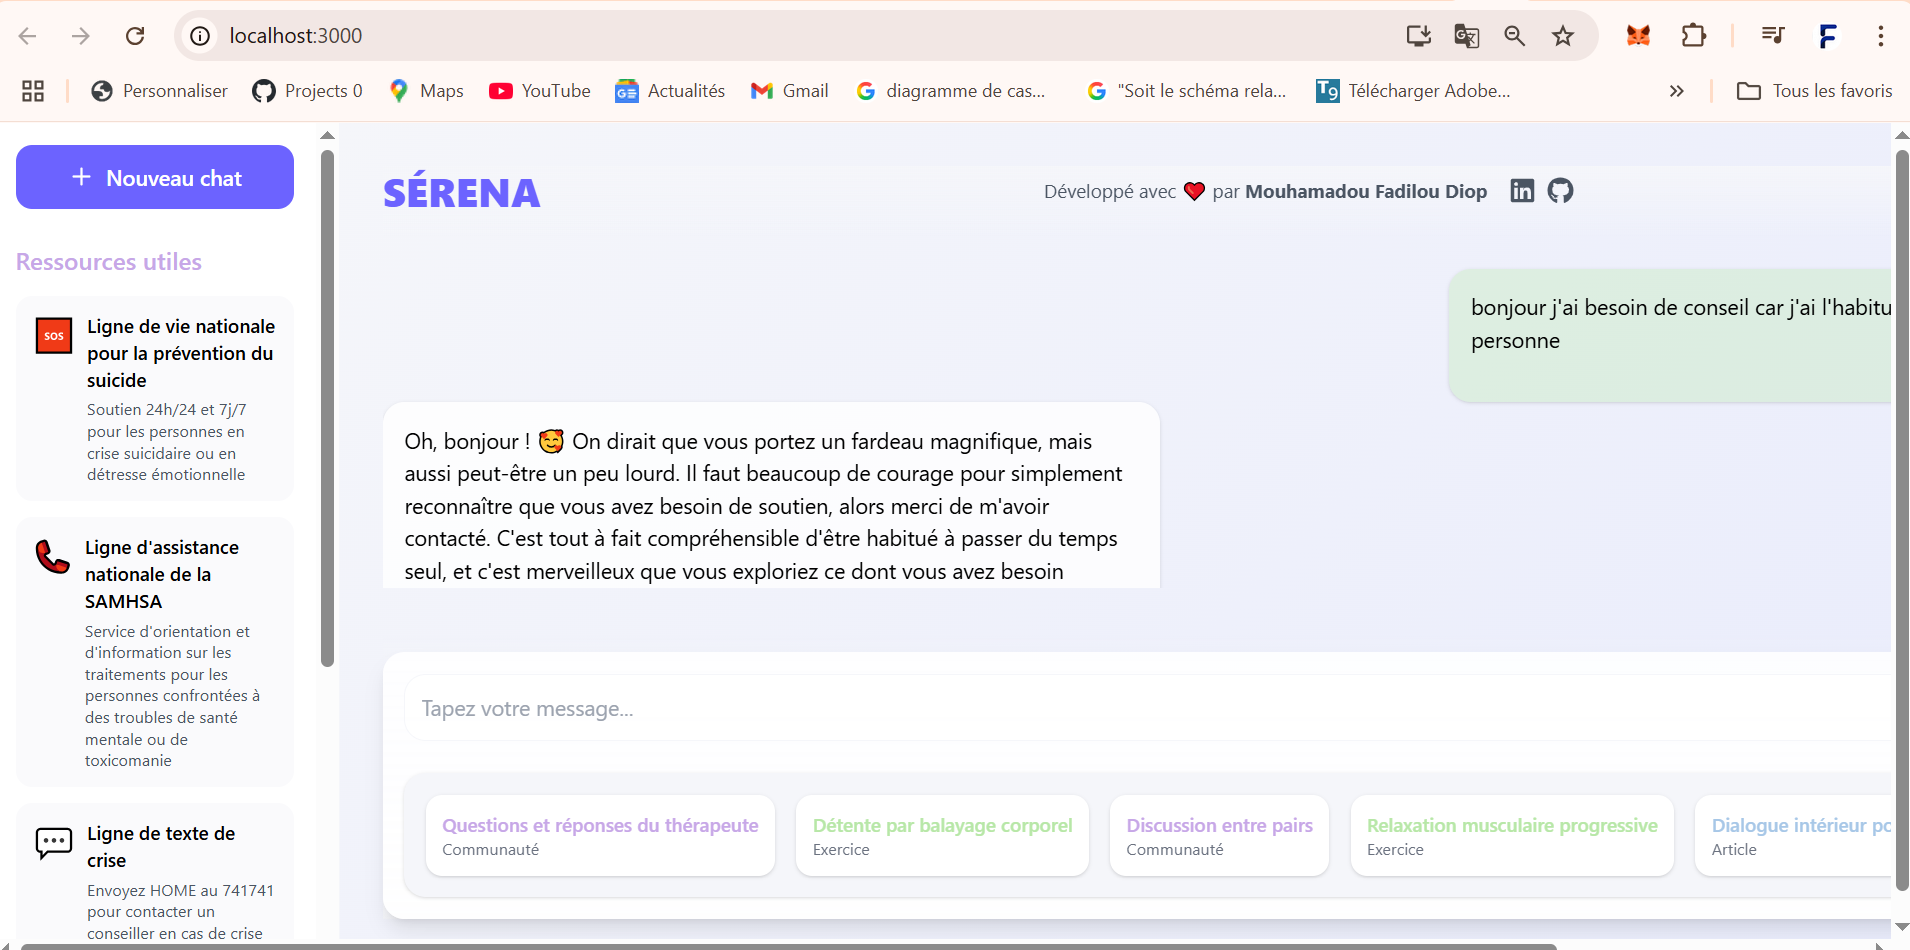 localhost:3000
Personnaliser
Projects 0
Maps
YouTube
Actualités
Gmail
diagramme de cas...
"Soit le schéma rela...
Télécharger Adobe...
Tous les favoris
+ Nouveau chat
Ressources utiles
SOS
Ligne de vie nationale
pour la prévention du
suicide
Soutien 24h/24 et 7j/7
pour les personnes en
crise suicidaire ou en
détresse émotionnelle
Ligne d'assistance
nationale de la
SAMHSA
Service d'orientation et
d'information sur les
traitements pour les
personnes confrontées à
des troubles de santé
mentale ou de
toxicomanie
Ligne de texte de
crise
Envoyez HOME au 741741
pour contacter un
conseiller en cas de crise
SÉRENA
Développé avec ❤️ par Mouhamadou Fadilou Diop
bonjour j'ai besoin de conseil car j'ai l'habitu
personne
Oh, bonjour ! 🥰 On dirait que vous portez un fardeau magnifique, mais
aussi peut-être un peu lourd. Il faut beaucoup de courage pour simplement
reconnaître que vous avez besoin de soutien, alors merci de m'avoir
contacté. C'est tout à fait compréhensible d'être habitué à passer du temps
seul, et c'est merveilleux que vous exploriez ce dont vous avez besoin
Tapez votre message...
Questions et réponses du thérapeute
Communauté
Détente par balayage corporel
Exercice
Discussion entre pairs
Communauté
Relaxation musculaire progressive
Exercice
Dialogue intérieur po
Article